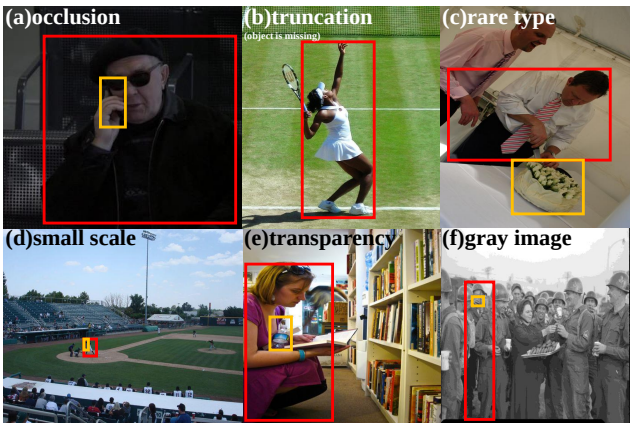 (a)occlusion
(b)truncation
(object is missing)
(c)rare type
(d)small scale
(e)transparency
(f)gray image